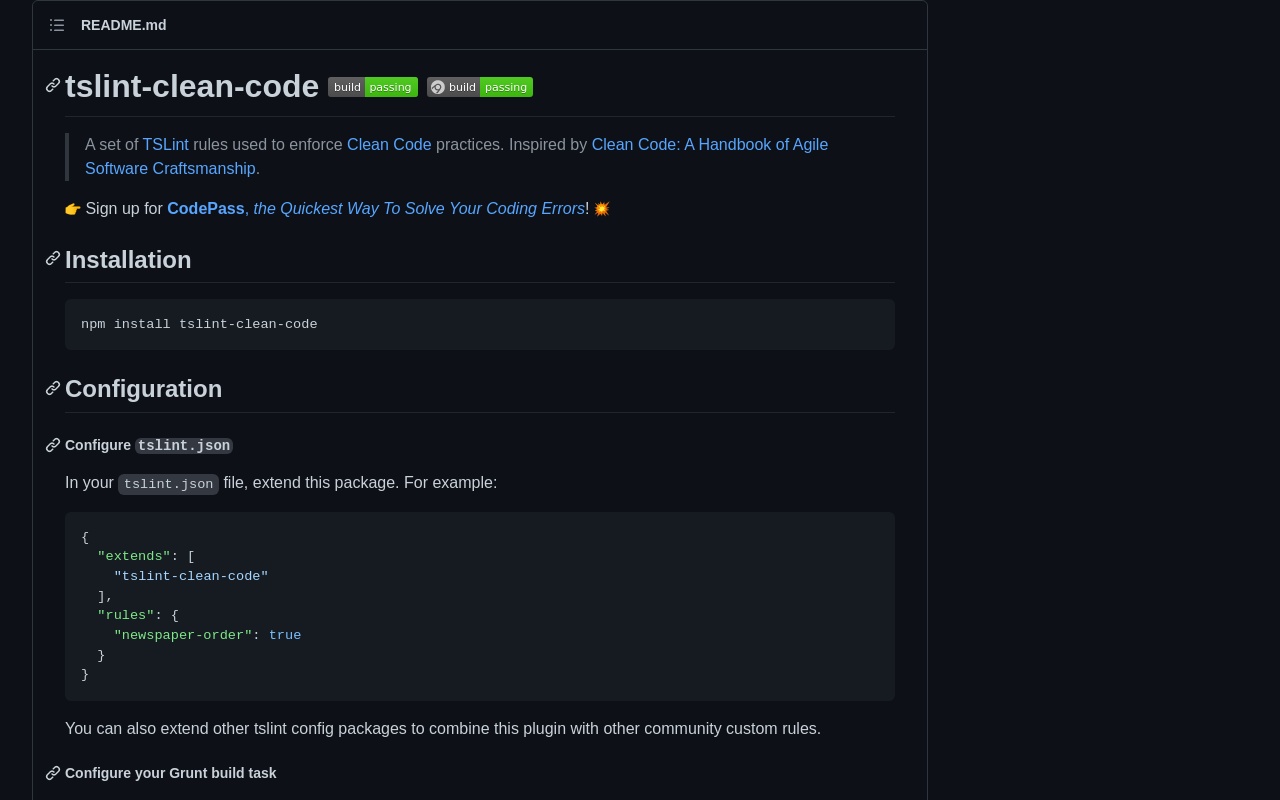 README.md
tslint-clean-code build passing build passing
A set of TSLint rules used to enforce Clean Code practices. Inspired by Clean Code: A Handbook of Agile
Software Craftsmanship.
👉 Sign up for CodePass, the Quickest Way To Solve Your Coding Errors! 💥
Installation
npm install tslint-clean-code
Configuration
Configure tslint.json
In your tslint.json file, extend this package. For example:
{
  "extends": [
    "tslint-clean-code"
  ],
  "rules": {
    "newspaper-order": true
  }
}
You can also extend other tslint config packages to combine this plugin with other community custom rules.
Configure your Grunt build task